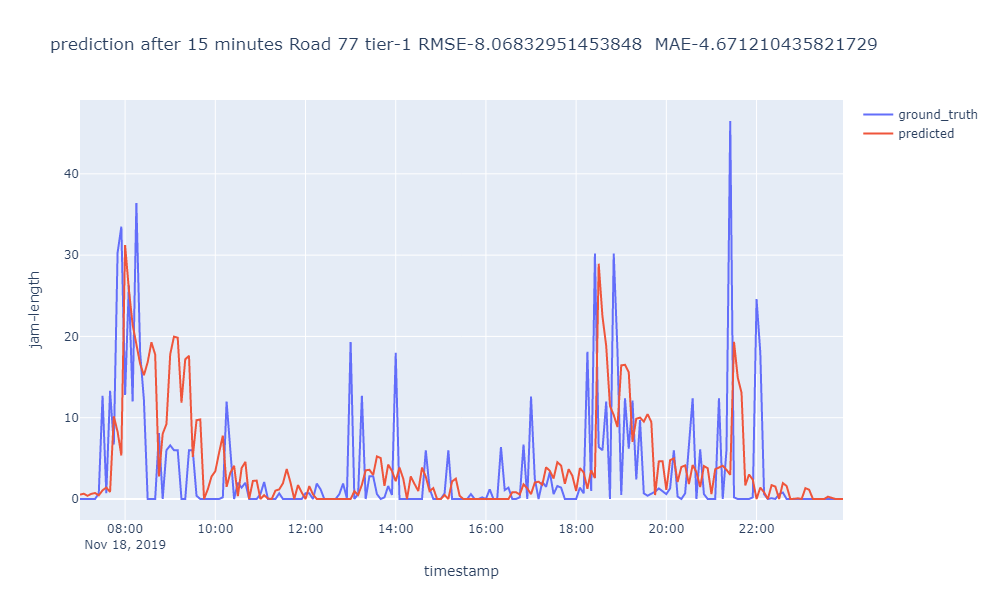 prediction after 15 minutes Road 77 tier-1 RMSE-8.06832951453848  MAE-4.671210435821729
ground_truth
predicted
40
30
20
10
0
jam-length
08:00 10:00 12:00 14:00 16:00 18:00 20:00 22:00
Nov 18, 2019
timestamp